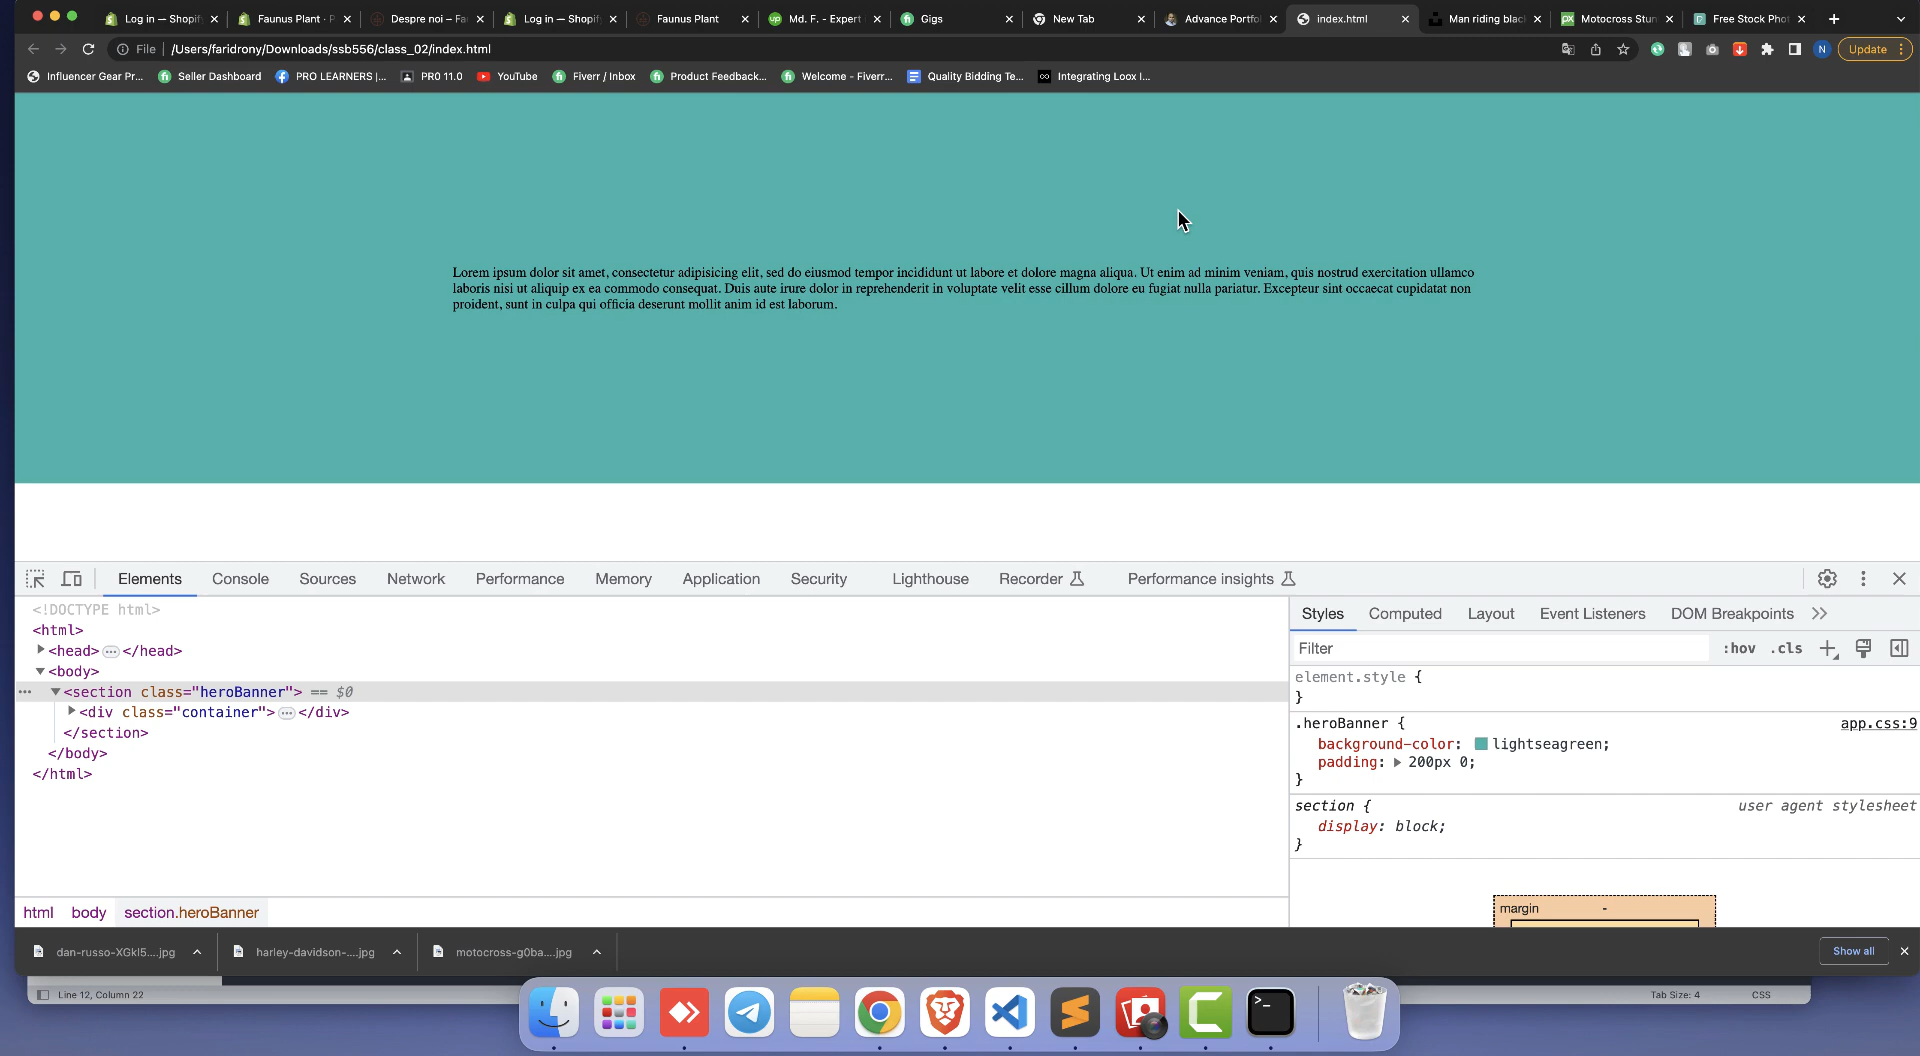 Log in — Shopif
Faunus Plant · P
Despre noi – Fa
Log in — Shopif
Faunus Plant
Md. F. - Expert
Gigs
New Tab
Advance Portfol
index.html
Man riding blac
Motocross Stun
Free Stock Phot
File
/Users/faridrony/Downloads/ssb556/class_02/index.html
N
Update
Influencer Gear Pr...
Seller Dashboard
PRO LEARNERS |...
PRO 11.0
YouTube
Fiverr / Inbox
Product Feedback...
Welcome - Fiverr...
Quality Bidding Te...
Integrating Loox I...
Lorem ipsum dolor sit amet, consectetur adipisicing elit, sed do eiusmod tempor incididunt ut labore et dolore magna aliqua. Ut enim ad minim veniam, quis nostrud exercitation ullamco
laboris nisi ut aliquip ex ea commodo consequat. Duis aute irure dolor in reprehenderit in voluptate velit esse cillum dolore eu fugiat nulla pariatur. Excepteur sint occaecat cupidatat non
proident, sunt in culpa qui officia deserunt mollit anim id est laborum.
Elements
Console
Sources
Network
Performance
Memory
Application
Security
Lighthouse
Recorder
Performance insights
<!DOCTYPE html>
<html>
<head> ... </head>
<body>
... <section class="heroBanner"> == $0
<div class="container"> ... </div>
</section>
</body>
</html>
html
body
section.heroBanner
Styles
Computed
Layout
Event Listeners
DOM Breakpoints
Filter
:hov
.cls
element.style {
}
.heroBanner {
app.css:9
background-color: lightseagreen;
padding: 200px 0;
}
section {
user agent stylesheet
display: block;
}
margin
-
dan-russo-XGkl5....jpg
harley-davidson-....jpg
motocross-g0ba....jpg
Show all
Line 12, Column 22
Tab Size: 4
CSS